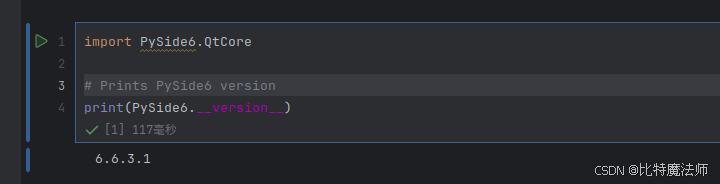 1 import PySide6.QtCore
2
3 # Prints PySide6 version
4 print(PySide6.__version__)
[1] 117毫秒
6.6.3.1
CSDN @比特魔法师